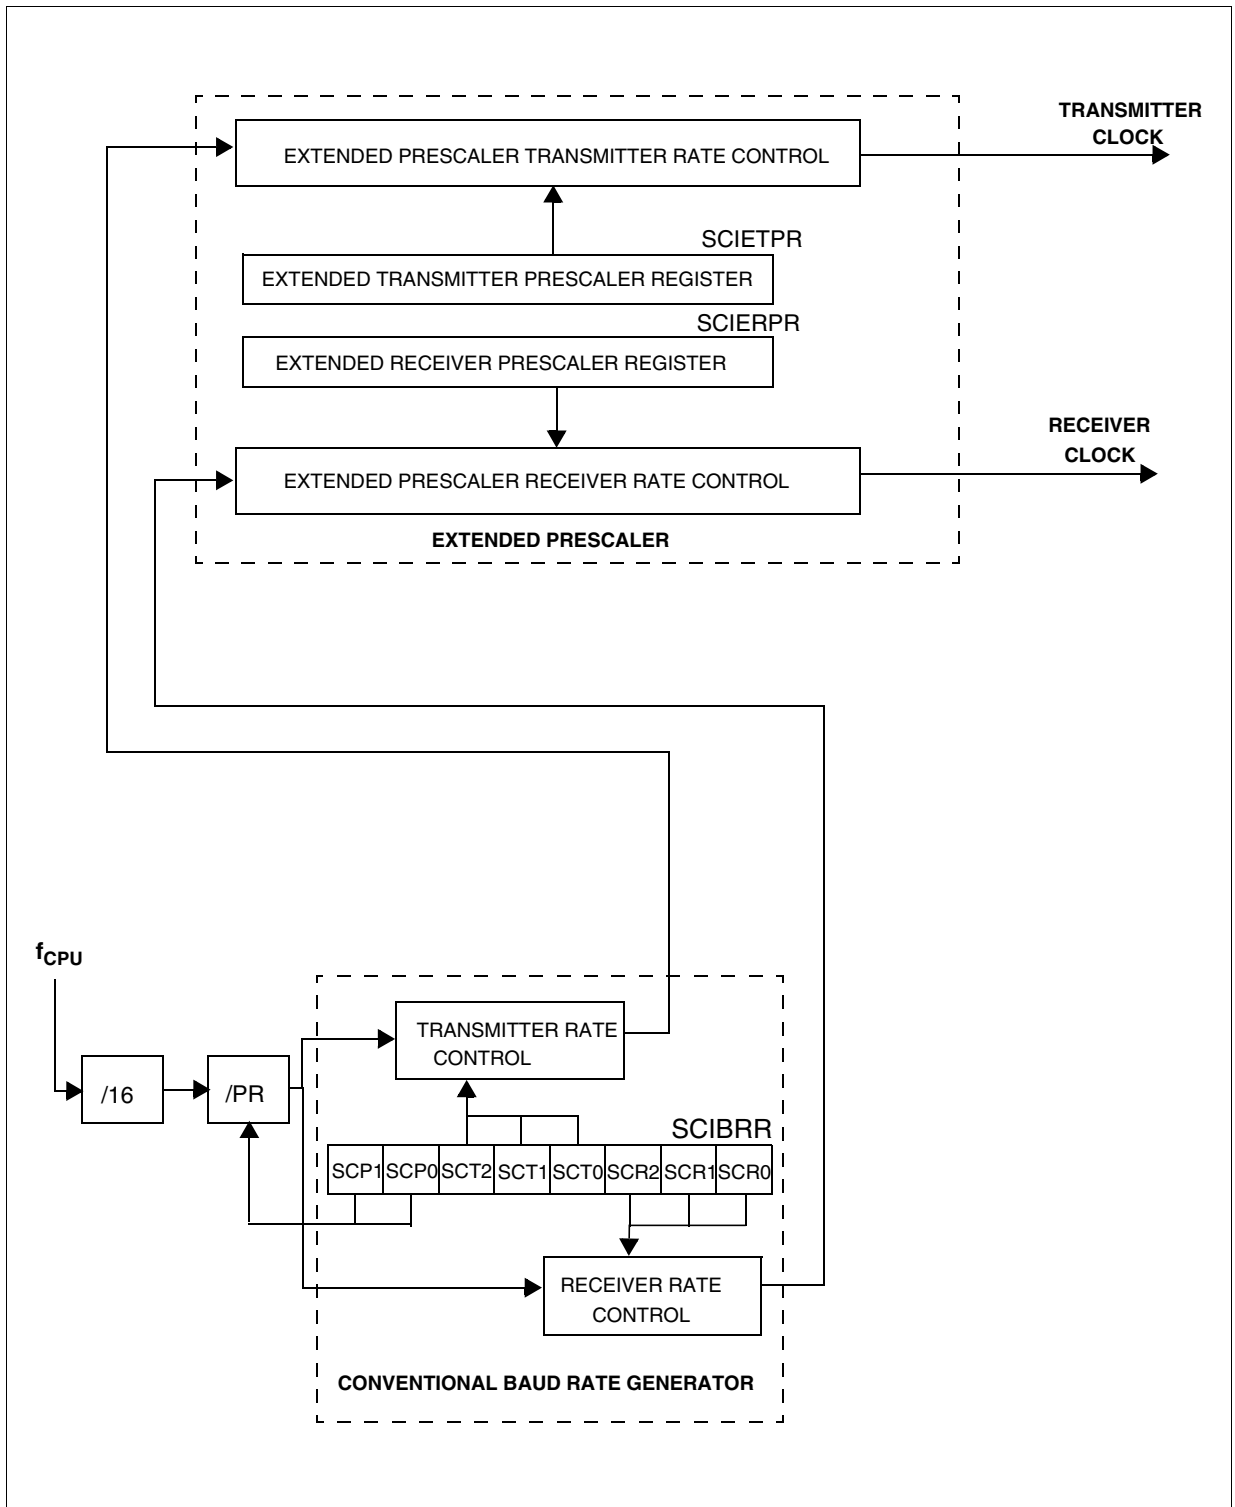 TRANSMITTER
CLOCK
EXTENDED PRESCALER TRANSMITTER RATE CONTROL
SCIETPR
EXTENDED TRANSMITTER PRESCALER REGISTER
SCIERPR
EXTENDED RECEIVER PRESCALER REGISTER
RECEIVER
CLOCK
EXTENDED PRESCALER RECEIVER RATE CONTROL
EXTENDED PRESCALER
fCPU
TRANSMITTER RATE
CONTROL
/16
/PR
SCIBRR
SCP1 SCP0 SCT2 SCT1 SCT0 SCR2 SCR1 SCR0
RECEIVER RATE
CONTROL
CONVENTIONAL BAUD RATE GENERATOR